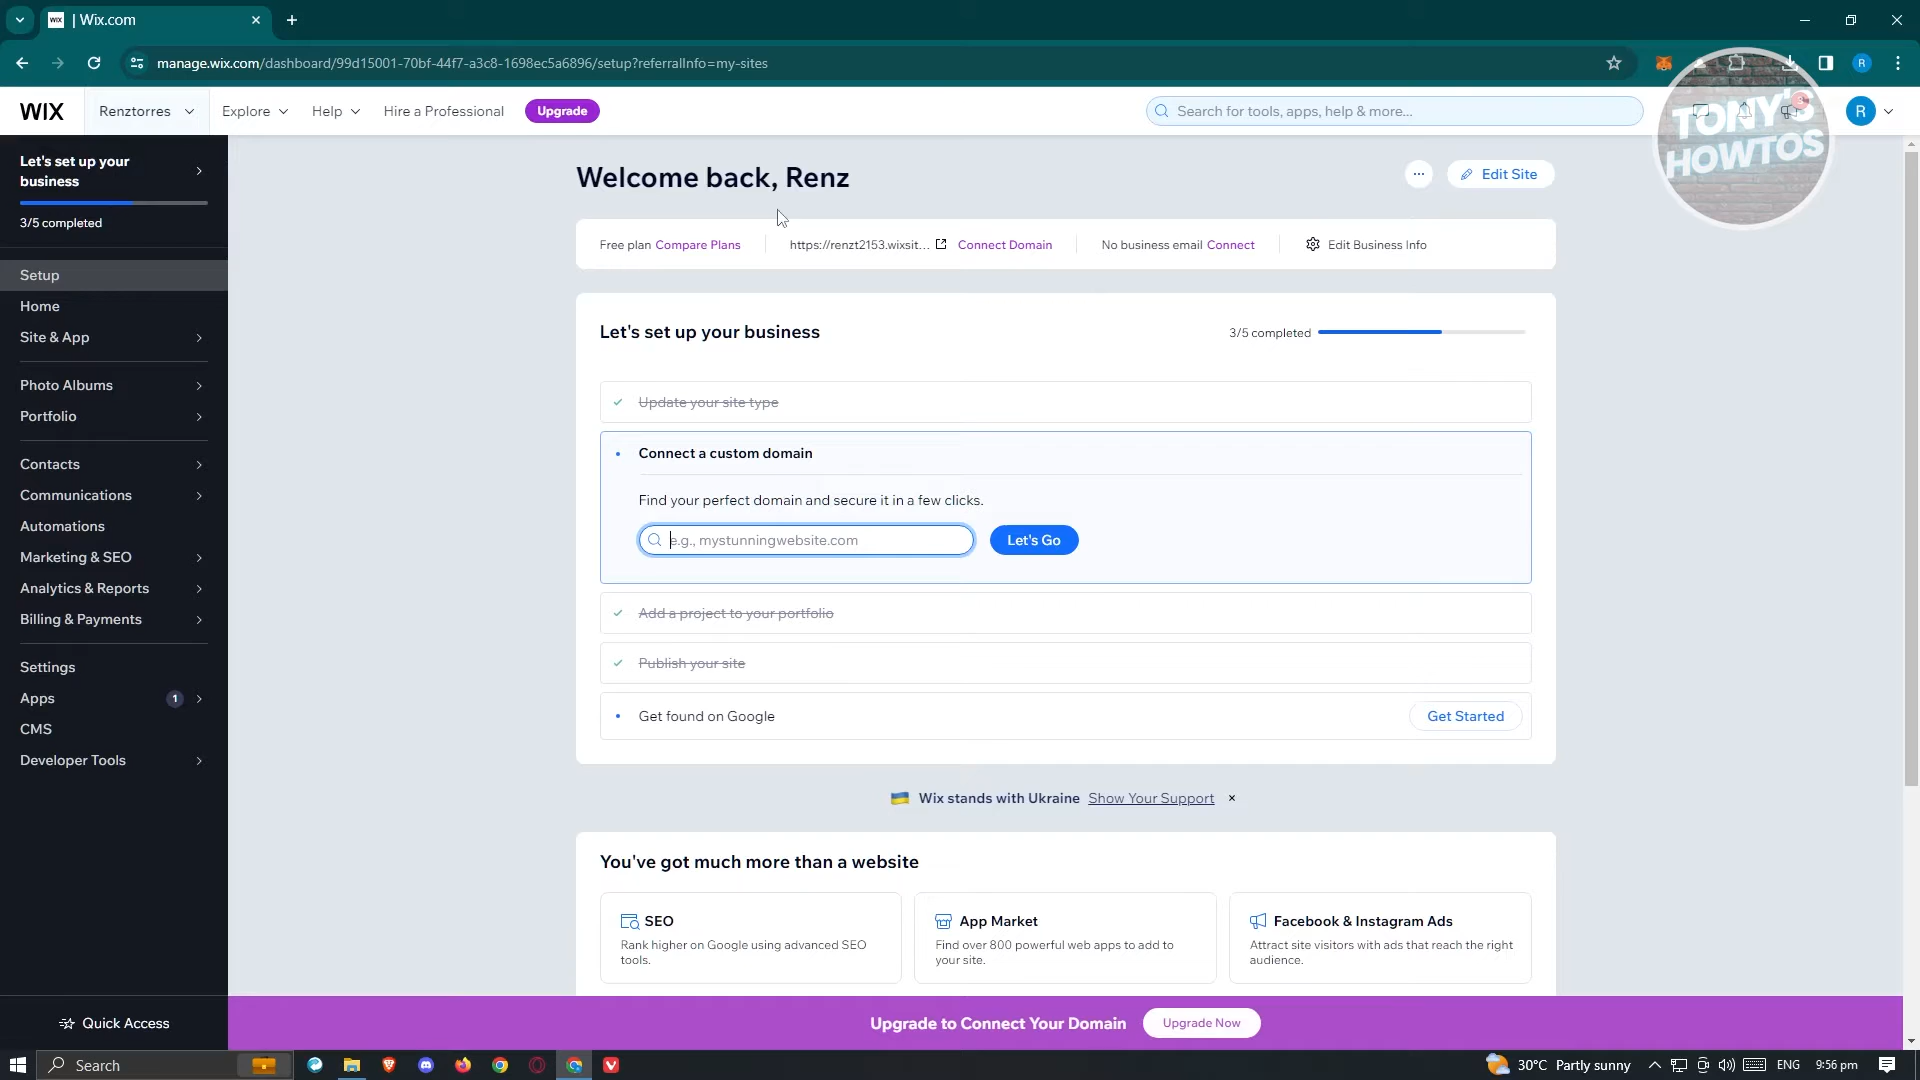 WIX | Wix.com
manage.wix.com/dashboard/99d15001-70bf-44f7-a3c8-1698ec5a6896/setup?referralInfo=my-sites
R
WIX
Renztorres
Explore
Help
Hire a Professional
Upgrade
Search for tools, apps, help & more...
R
TONY'S
HOWTOS
Let's set up your
business
3/5 completed
Setup
Home
Site & App
Photo Albums
Portfolio
Contacts
Communications
Automations
Marketing & SEO
Analytics & Reports
Billing & Payments
Settings
Apps 1
CMS
Developer Tools
Quick Access
Welcome back, Renz
Edit Site
Free plan Compare Plans
https://renzt2153.wixsit... Connect Domain
No business email Connect
Edit Business Info
Let's set up your business
3/5 completed
Update your site type
Connect a custom domain
Find your perfect domain and secure it in a few clicks.
e.g., mystunningwebsite.com
Let's Go
Add a project to your portfolio
Publish your site
Get found on Google
Get Started
Wix stands with Ukraine Show Your Support
You've got much more than a website
SEO
Rank higher on Google using advanced SEO
tools.
App Market
Find over 800 powerful web apps to add to
your site.
Facebook & Instagram Ads
Attract site visitors with ads that reach the right
audience.
Upgrade to Connect Your Domain
Upgrade Now
Search
30°C Partly sunny
ENG
9:56 pm